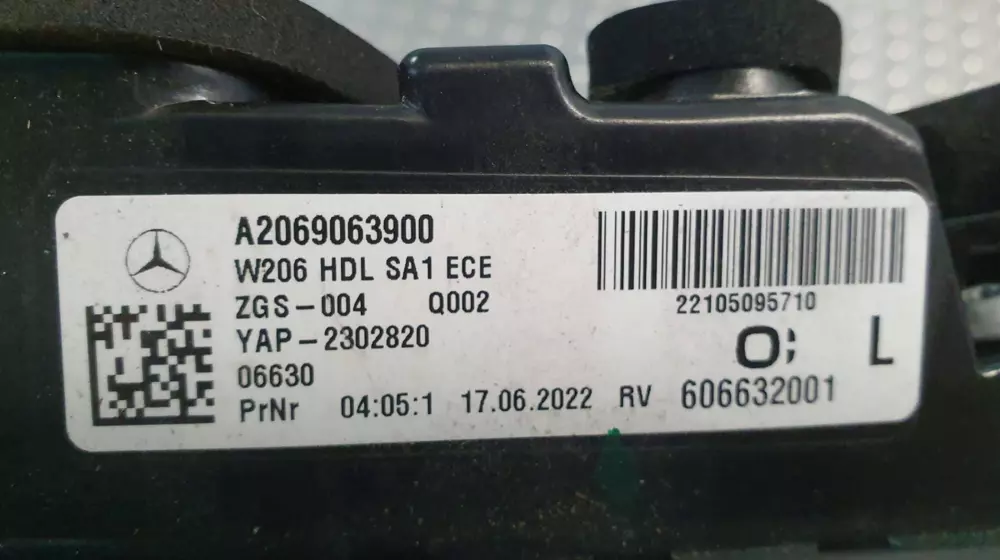 A2069063900
W206 HDL SA1 ECE
ZGS-004 Q002
22105095710
YAP-2302820
O; L
06630
PrNr 04:05:1 17.06.2022 RV 606632001